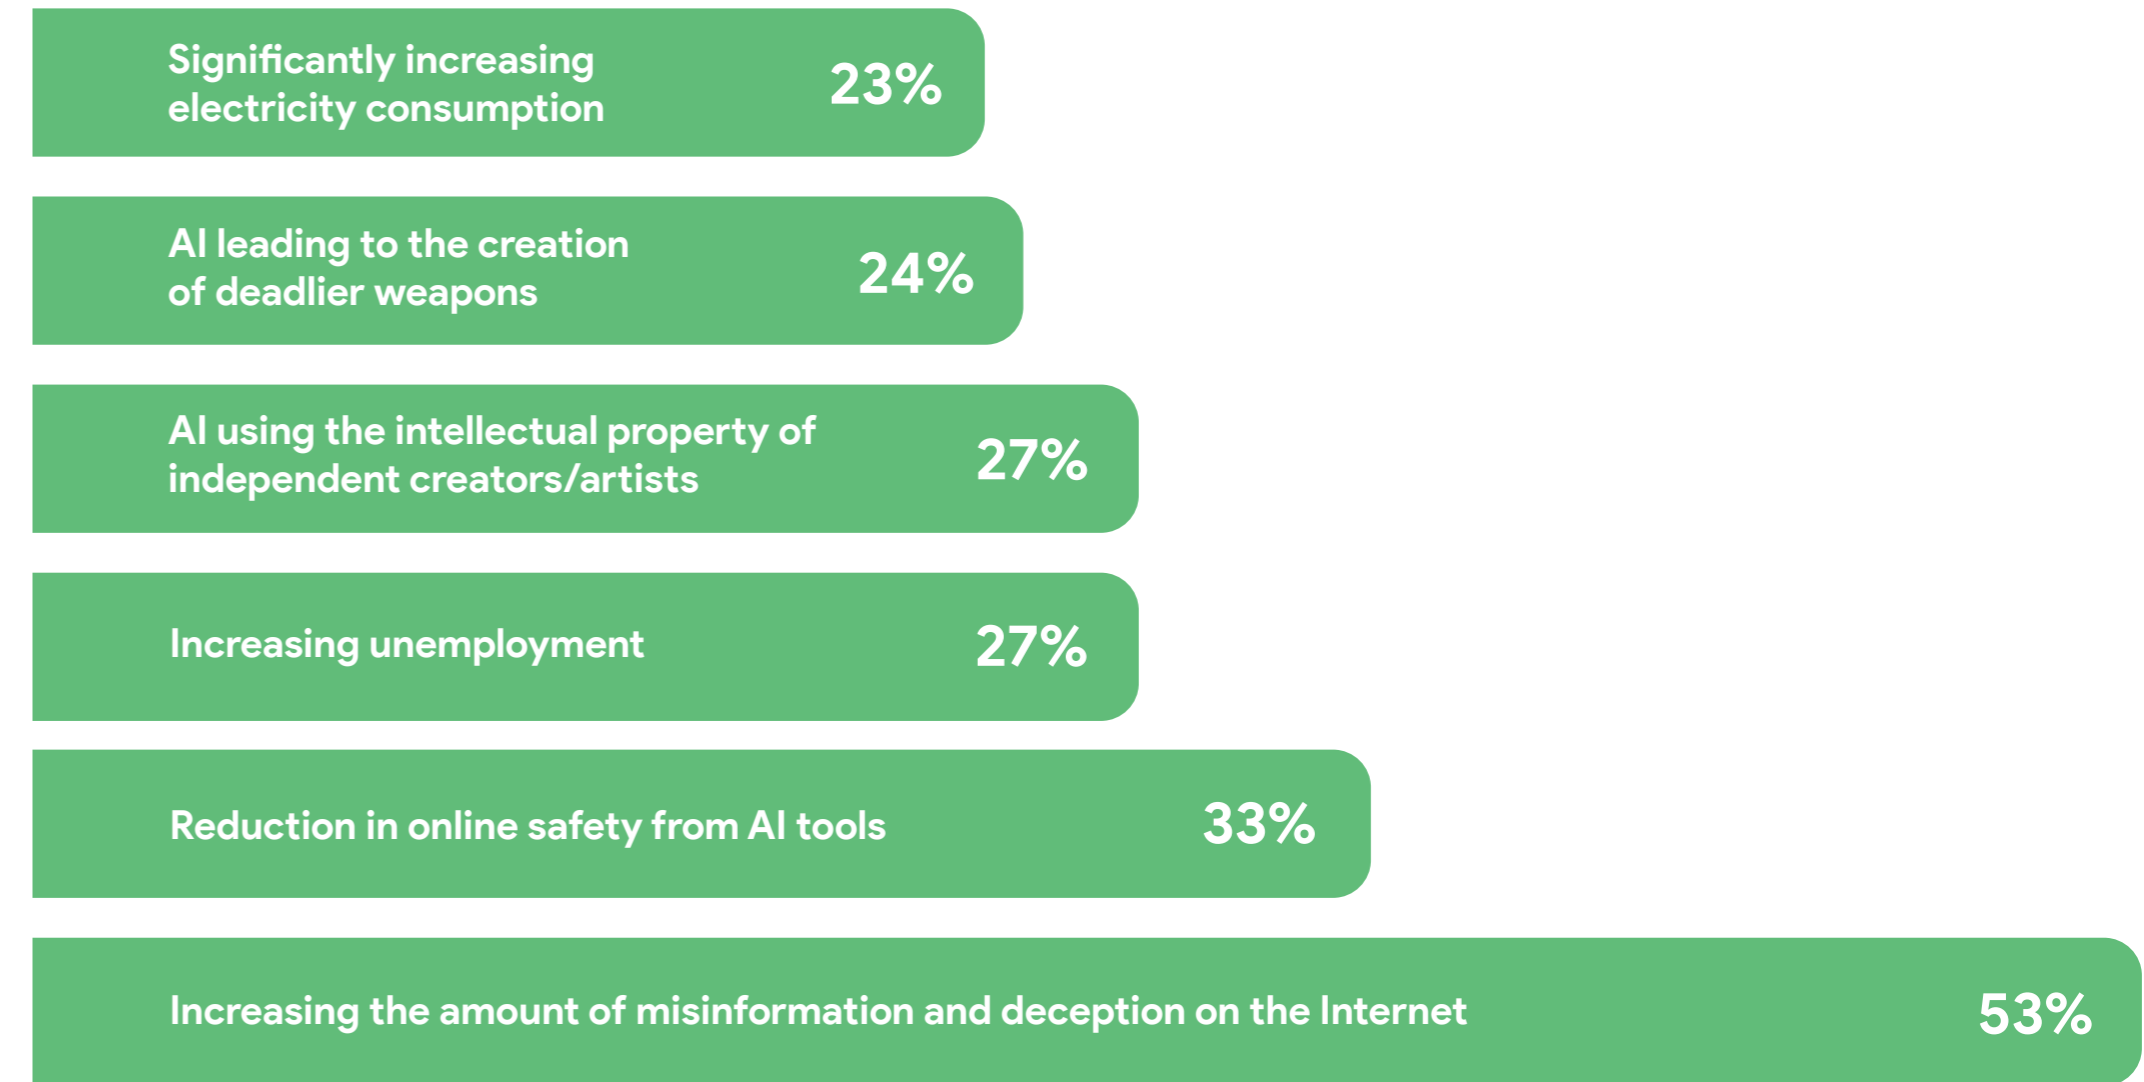 Significantly increasing
electricity consumption
23%
AI leading to the creation
of deadlier weapons
24%
AI using the intellectual property of
independent creators/artists
27%
Increasing unemployment
27%
Reduction in online safety from AI tools
33%
Increasing the amount of misinformation and deception on the Internet
53%